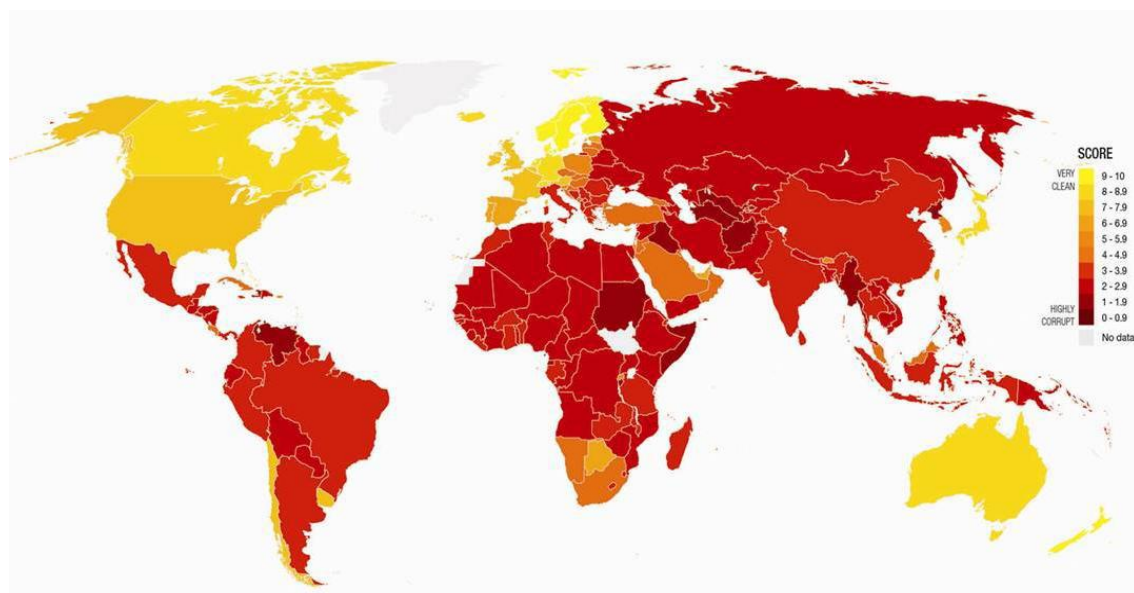 SCORE
VERY
CLEAN
9 - 10
8 - 8.9
7 - 7.9
6 - 6.9
5 - 5.9
4 - 4.9
3 - 3.9
2 - 2.9
1 - 1.9
0 - 0.9
HIGHLY
CORRUPT
No data